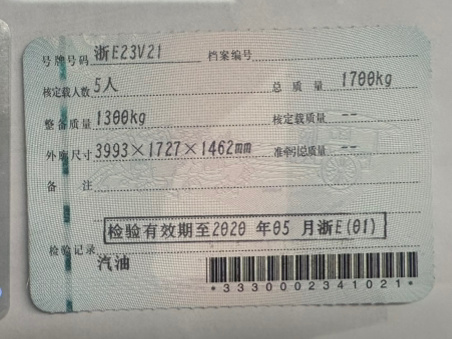 号牌号码 浙E23V21 档案编号
核定载人数 5人 总质量 1700kg
整备质量 1300kg 核定载质量 --
外廓尺寸 3993×1727×1462mm 准牵引总质量 --
备注
检验有效期至2020 年05 月浙E(01)
检验记录
汽油
*3330002341021*